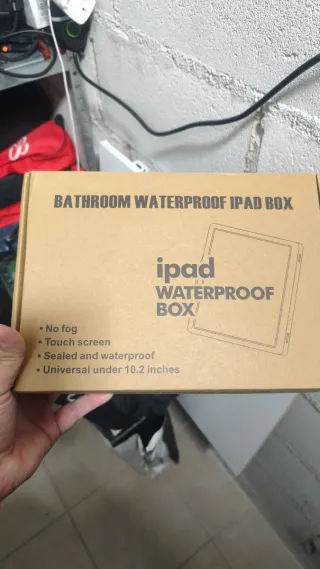 BATHROOM WATERPROOF IPAD BOX
ipad
WATERPROOF
BOX
• No fog
• Touch screen
• Sealed and waterproof
• Universal under 10.2 inches